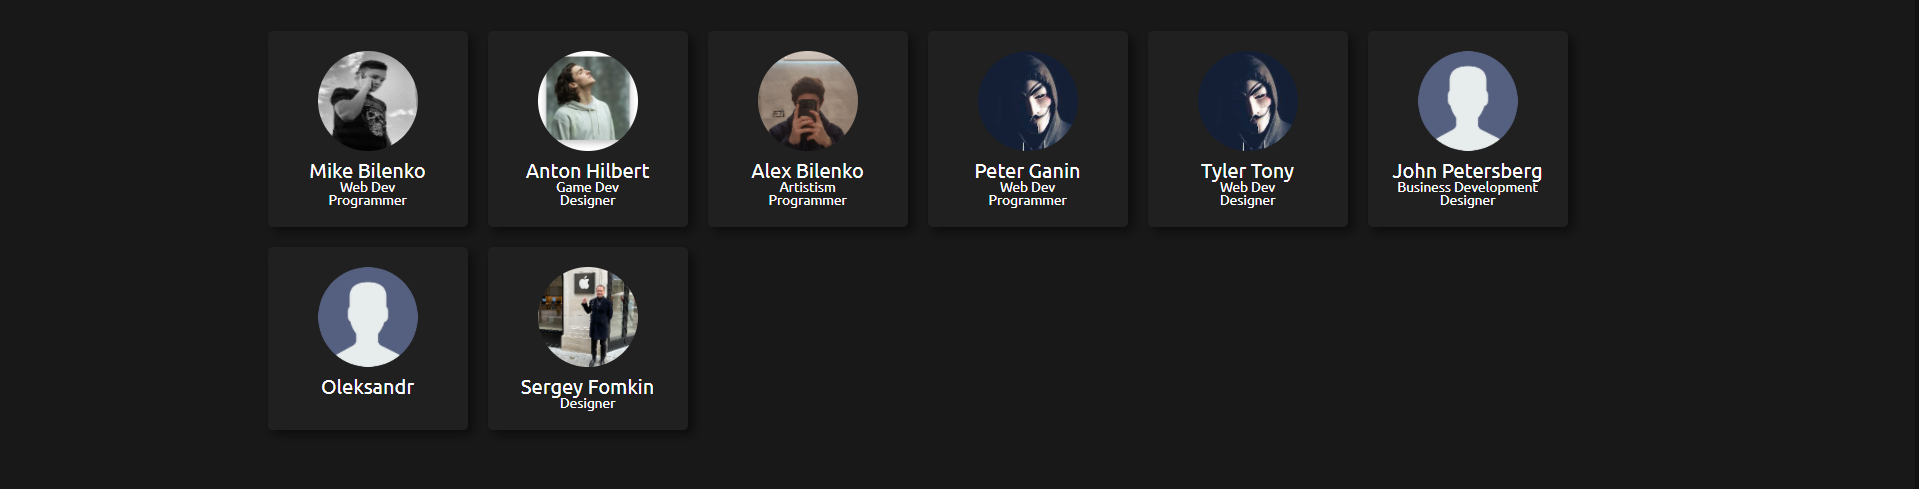 Mike Bilenko
Web Dev
Programmer
Anton Hilbert
Game Dev
Designer
Alex Bilenko
Artistism
Programmer
Peter Ganin
Web Dev
Programmer
Tyler Tony
Web Dev
Designer
John Petersberg
Business Development
Designer
Oleksandr
Sergey Fomkin
Designer